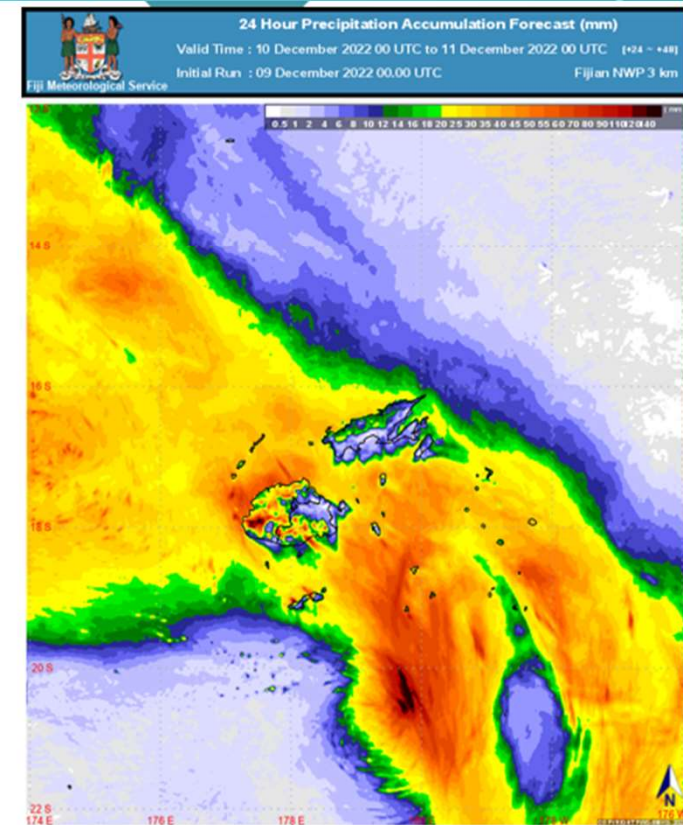 24 Hour Precipitation Accumulation Forecast (mm)
Valid Time : 10 December 2022 00 UTC to 11 December 2022 00 UTC [+24 ~ +48]
Initial Run : 09 December 2022 00.00 UTC Fijian NWP 3 km
Fiji Meteorological Service
0.5 1 2 4 6 8 10 12 14 16 18 20 25 30 35 40 45 50 55 60 70 80 90 110 120 140
14 S
16 S
18 S
20 S
22 S
N
174 E 176 E 178 E 178 W 176 W